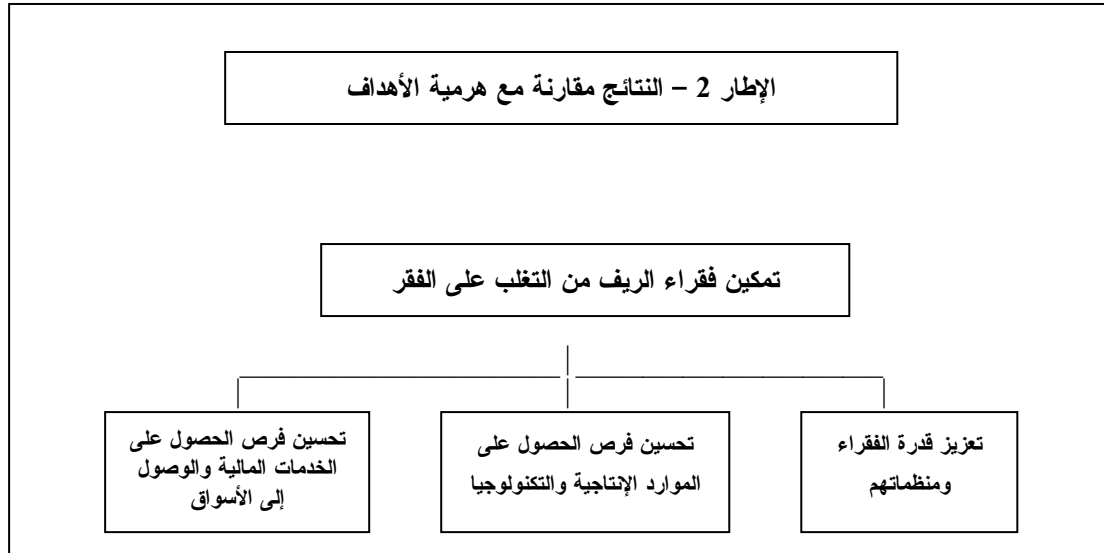 الإطار 2 – النتائج مقارنة مع هرمية الأهداف
تمكين فقراء الريف من التغلب على الفقر
تعزيز قدرة الفقراء
ومنظماتهم
تحسين فرص الحصول على
الموارد الإنتاجية والتكنولوجيا
تحسين فرص الحصول على
الخدمات المالية والوصول
إلى الأسواق